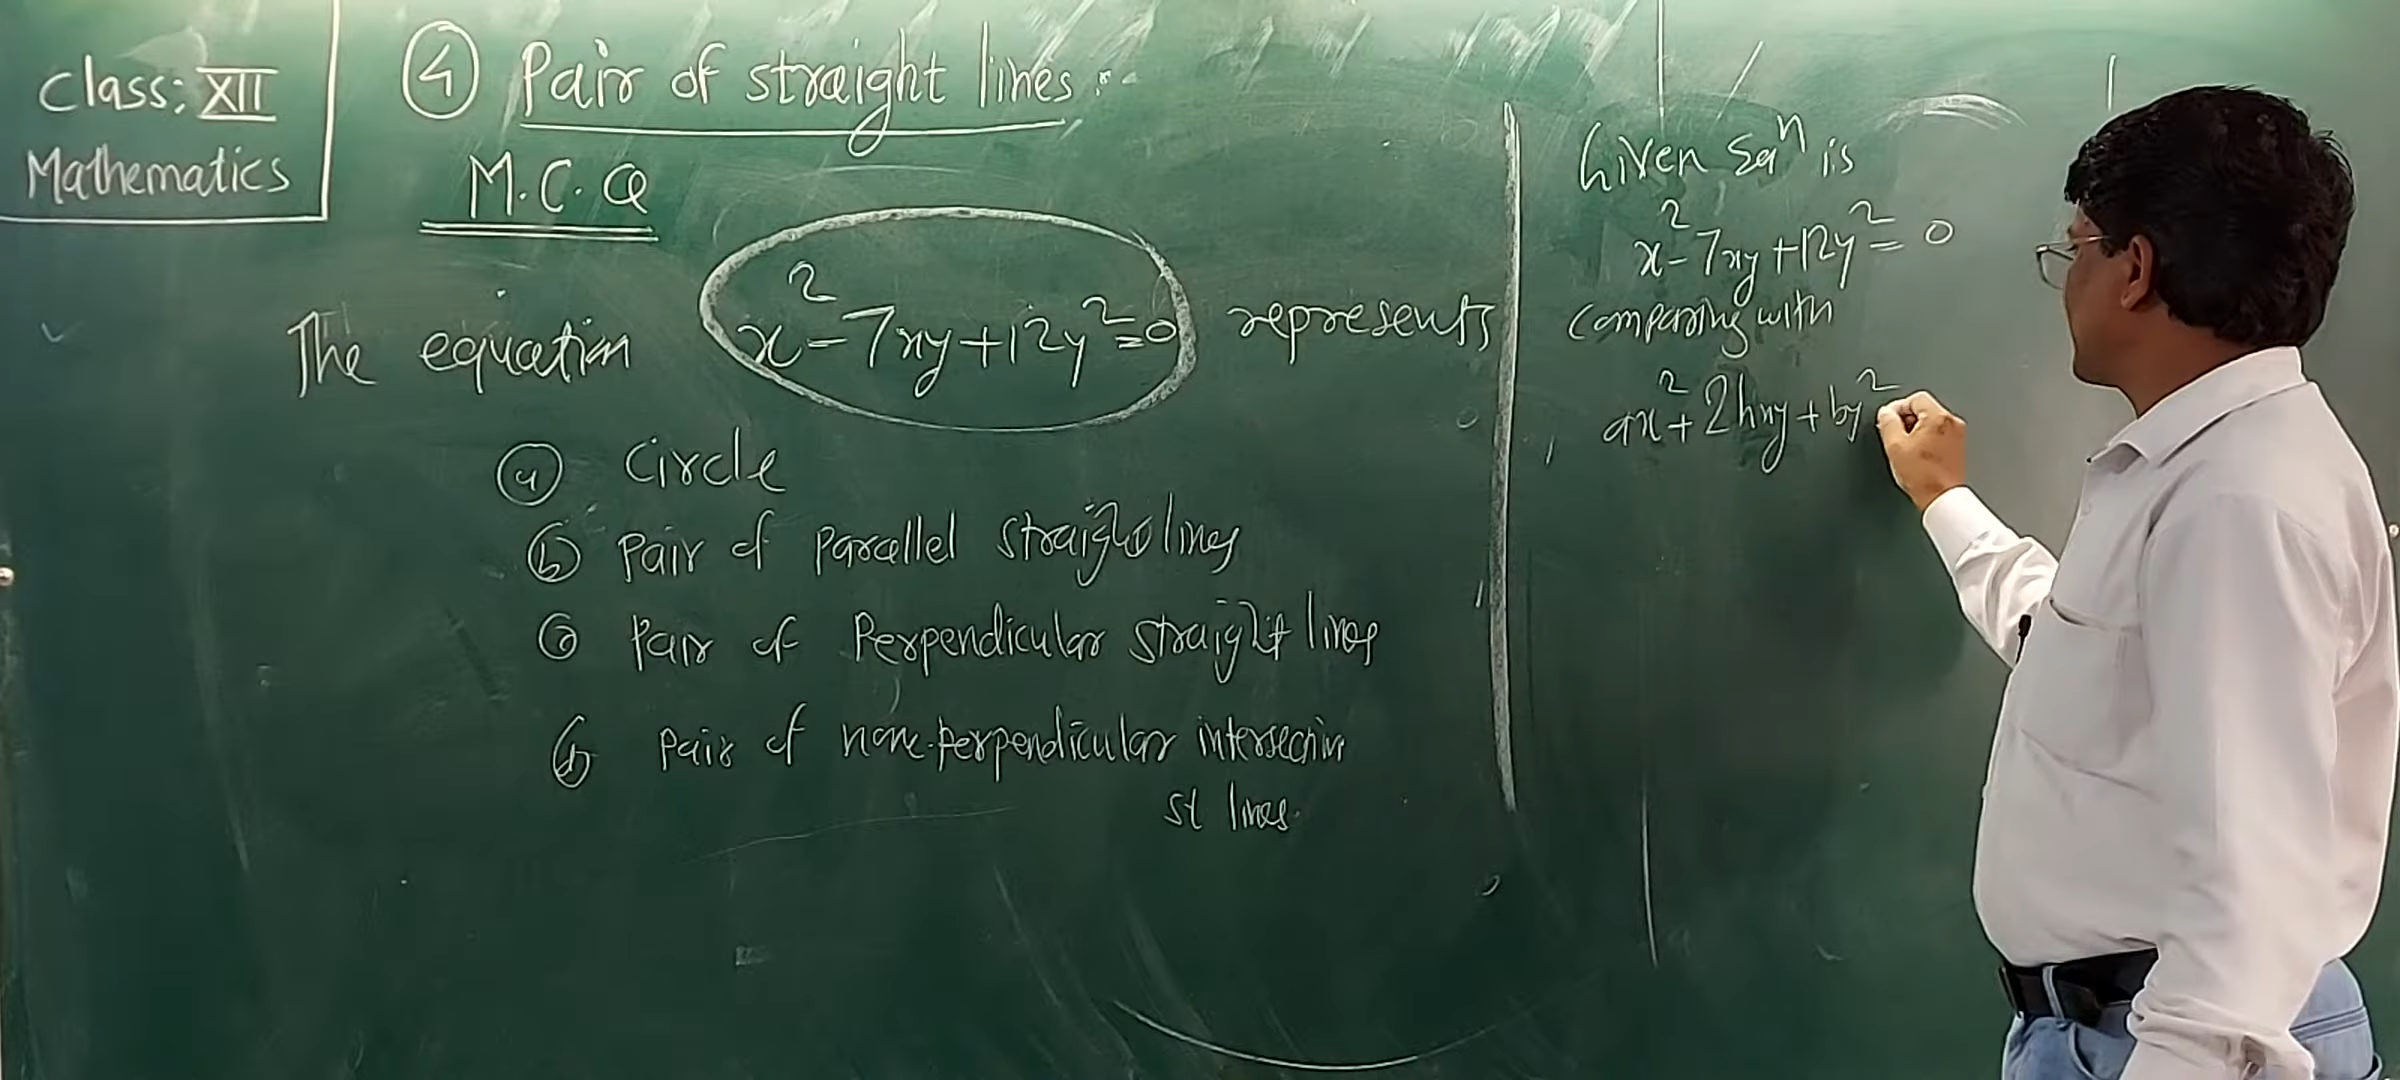 Class: XII
Mathematics
④ Pair of straight lines :-
M.C.Q
The equation x²-7xy+12y²=0 represents
ⓐ Circle
ⓑ Pair of parallel straight lines
ⓒ Pair of Perpendicular straight lines
ⓓ pair of none-perpendicular intersecting
st lines.
Given Eqⁿ is
x²-7xy+12y²=0
comparing with
ax²+2hxy+by²